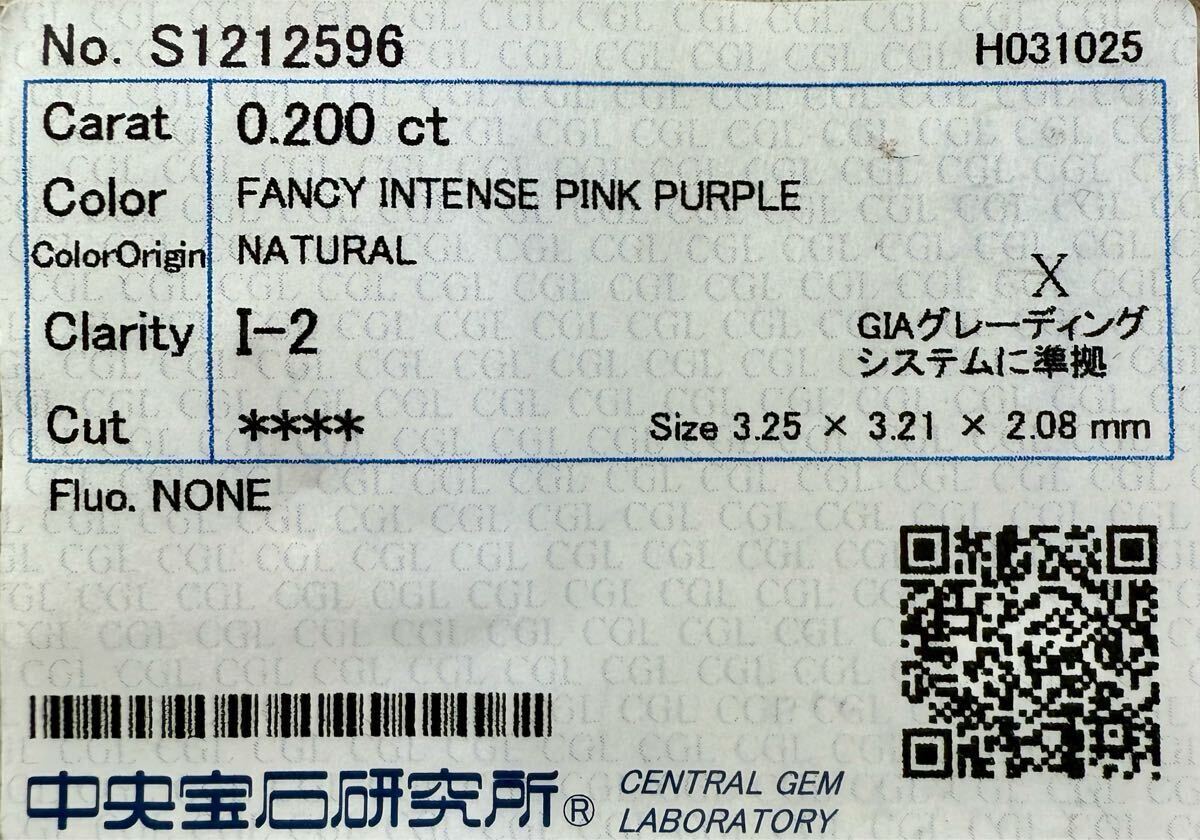 No. S1212596 H031025
Carat 0.200 ct
Color FANCY INTENSE PINK PURPLE
ColorOrigin NATURAL
X
Clarity I-2 GIAグレーディング
システムに準拠
Cut **** Size 3.25 × 3.21 × 2.08 mm
Fluo. NONE
中央宝石研究所® CENTRAL GEM
LABORATORY